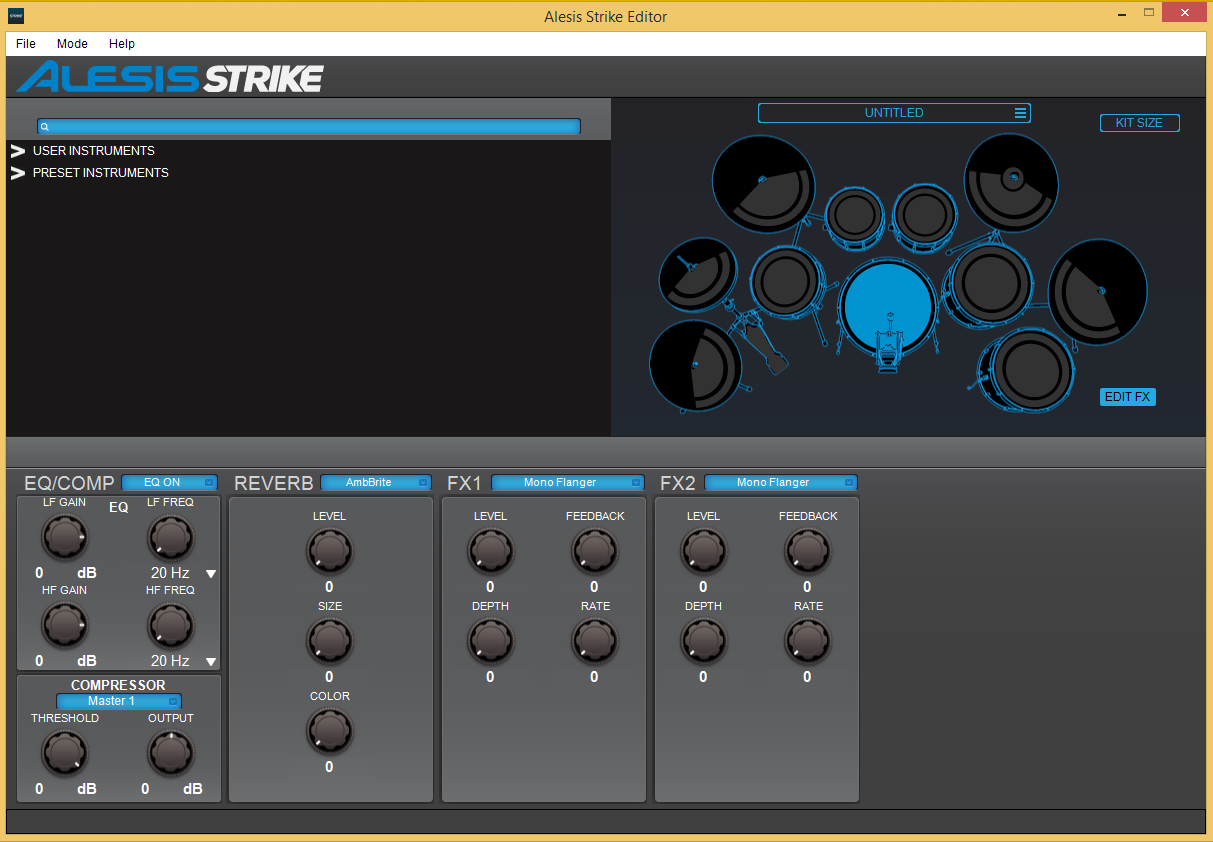 Alesis Strike Editor
File Mode Help
ALESIS STRIKE
UNTITLED
KIT SIZE
USER INSTRUMENTS
PRESET INSTRUMENTS
EDIT FX
EQ/COMP EQ ON REVERB AmbBrite FX1 Mono Flanger FX2 Mono Flanger
LF GAIN EQ LF FREQ
0 dB 20 Hz
HF GAIN HF FREQ
0 dB 20 Hz
COMPRESSOR
Master 1
THRESHOLD OUTPUT
0 dB 0 dB
LEVEL
0
SIZE
0
COLOR
0
LEVEL FEEDBACK
0 0
DEPTH RATE
0 0
LEVEL FEEDBACK
0 0
DEPTH RATE
0 0